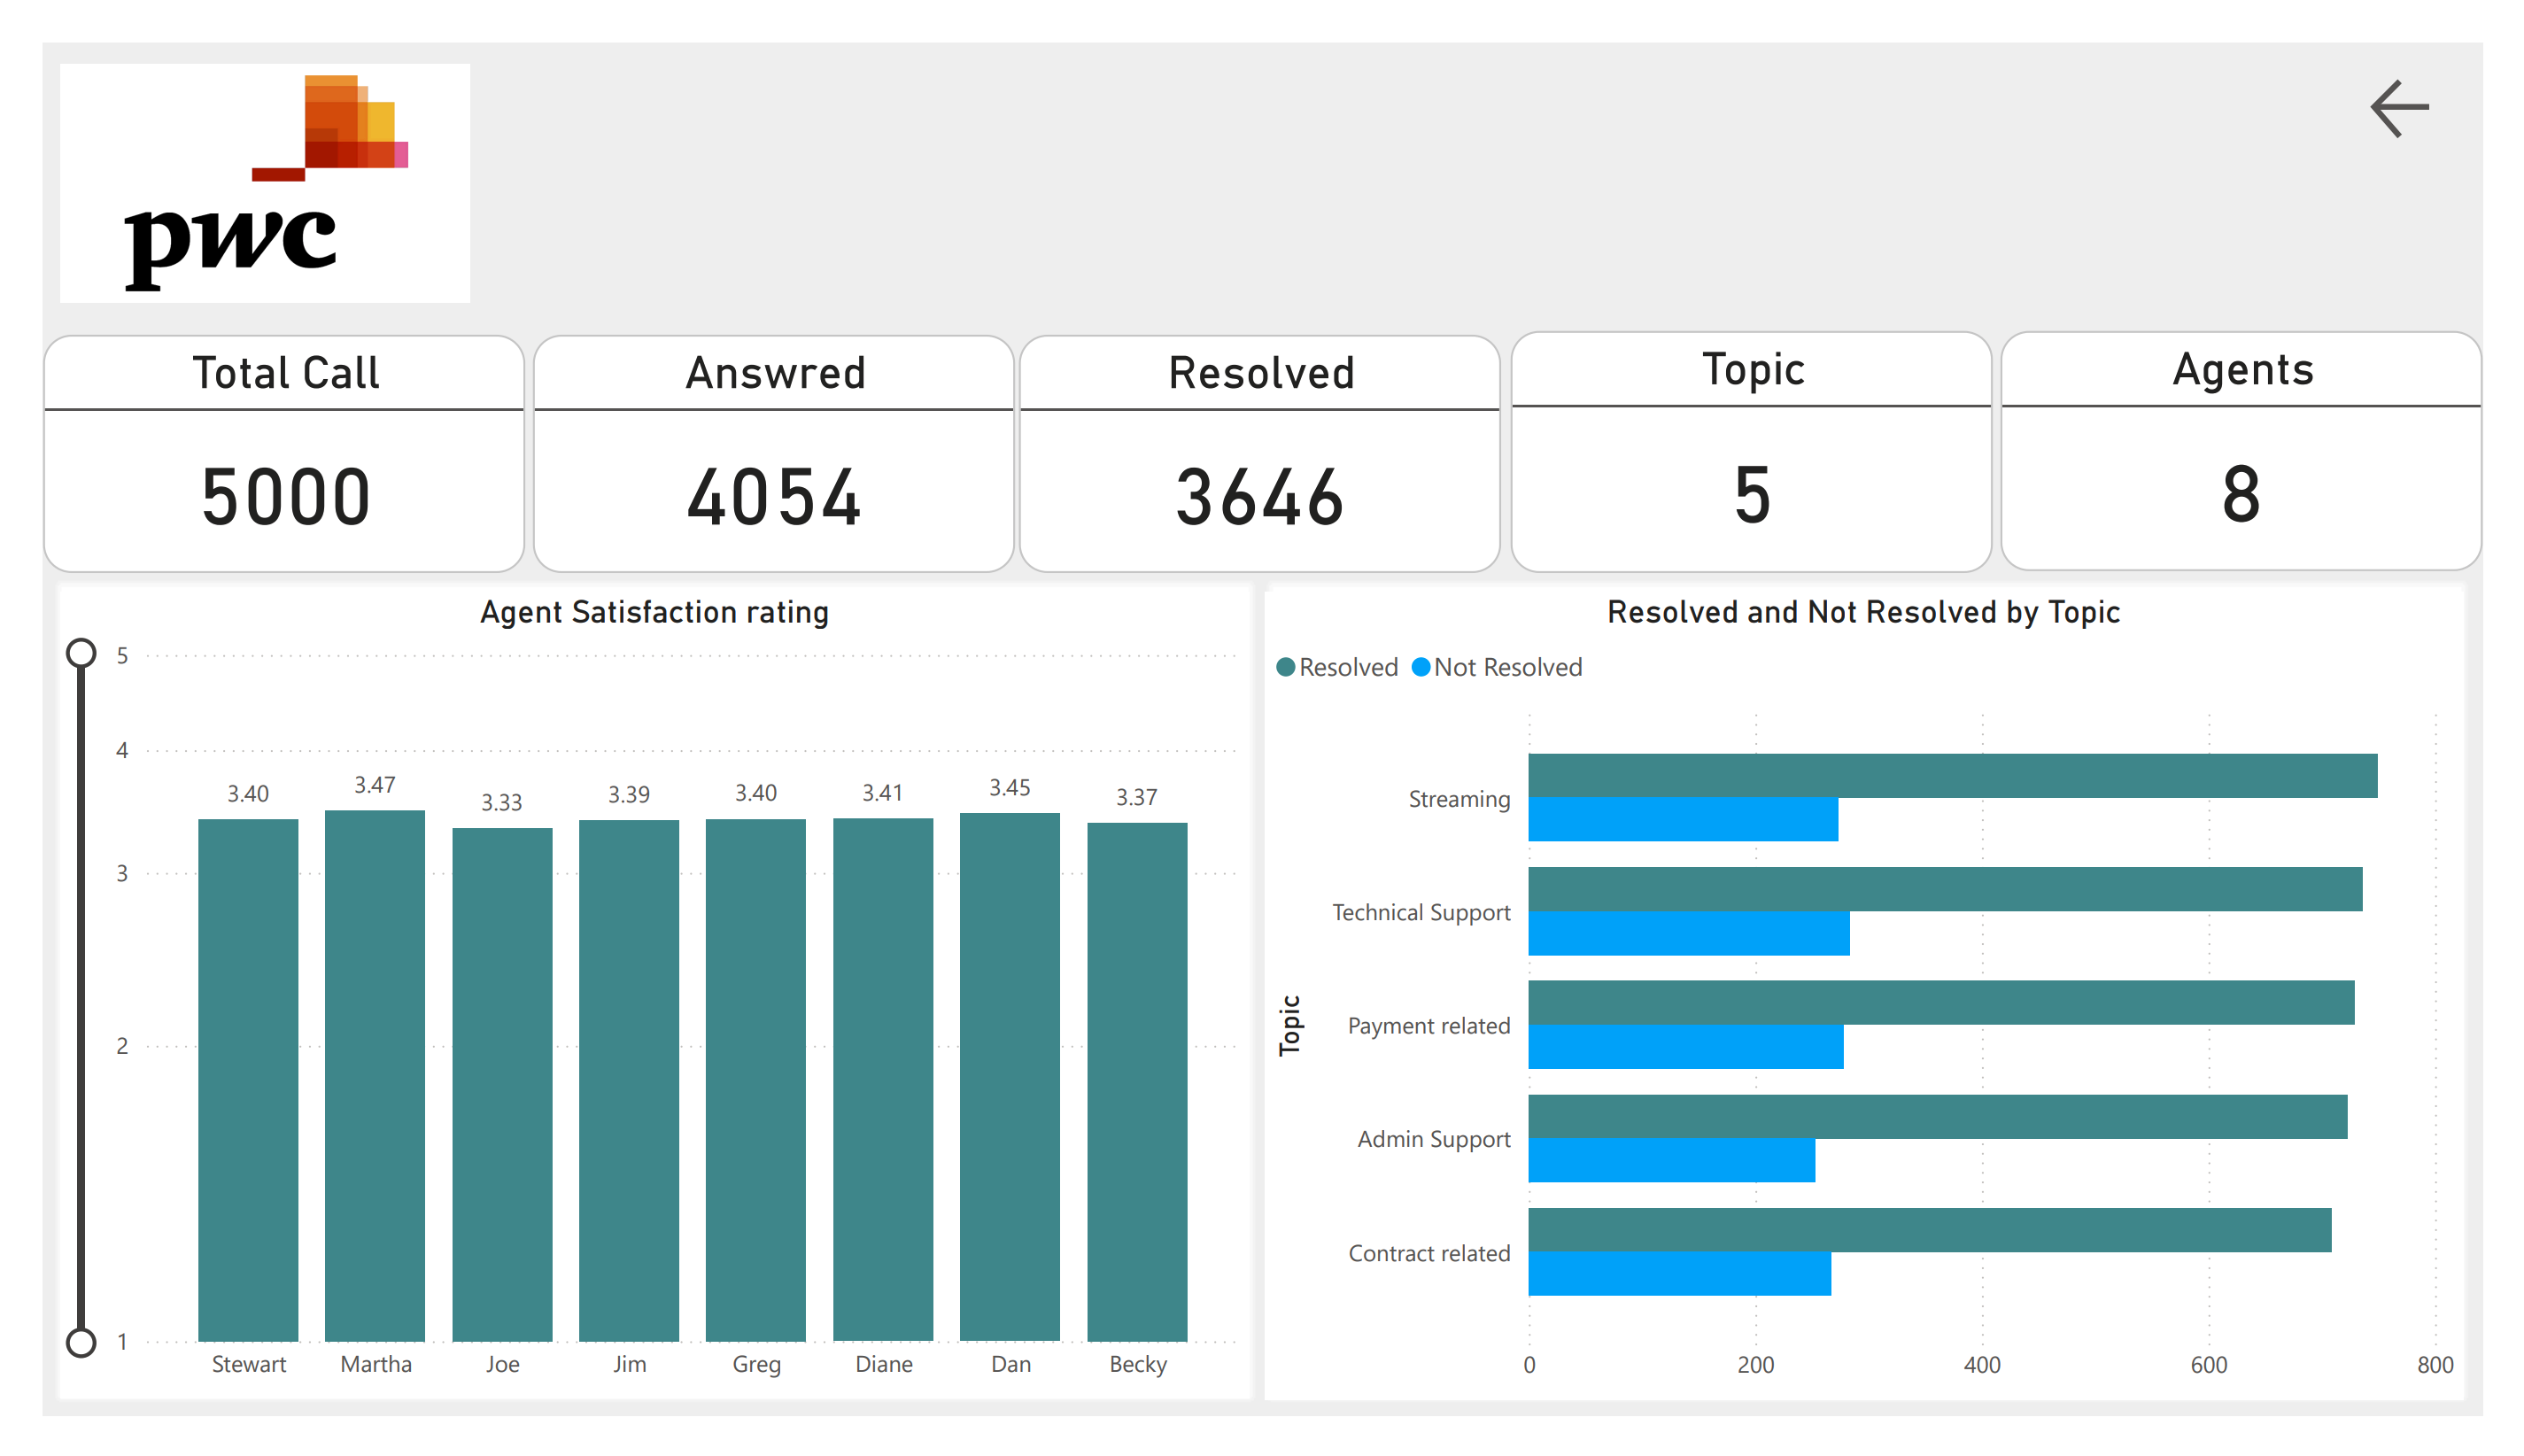 pwc
Total Call
5000
Answred
4054
Resolved
3646
Topic
5
Agents
8
Agent Satisfaction rating
5
4
3
2
1
3.40
3.47
3.33
3.39
3.40
3.41
3.45
3.37
Stewart
Martha
Joe
Jim
Greg
Diane
Dan
Becky
Resolved and Not Resolved by Topic
Resolved
Not Resolved
Topic
Streaming
Technical Support
Payment related
Admin Support
Contract related
0
200
400
600
800